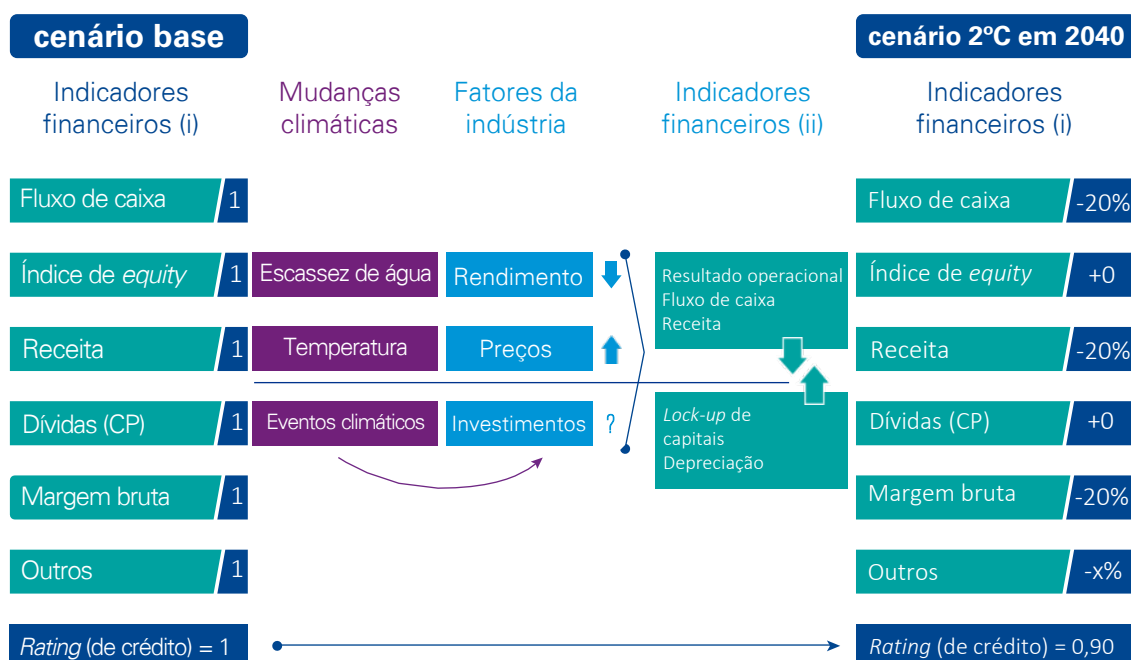 cenário base
cenário 2ºC em 2040
Indicadores
financeiros (i)
Mudanças
climáticas
Fatores da
indústria
Indicadores
financeiros (ii)
Indicadores
financeiros (i)
Fluxo de caixa 1
Fluxo de caixa -20%
Índice de equity 1
Escassez de água
Rendimento
Resultado operacional
Fluxo de caixa
Receita
Índice de equity +0
Receita 1
Temperatura
Preços
Receita -20%
Dívidas (CP) 1
Eventos climáticos
Investimentos ?
Lock-up de
capitais
Depreciação
Dívidas (CP) +0
Margem bruta 1
Margem bruta -20%
Outros 1
Outros -x%
Rating (de crédito) = 1
Rating (de crédito) = 0,90